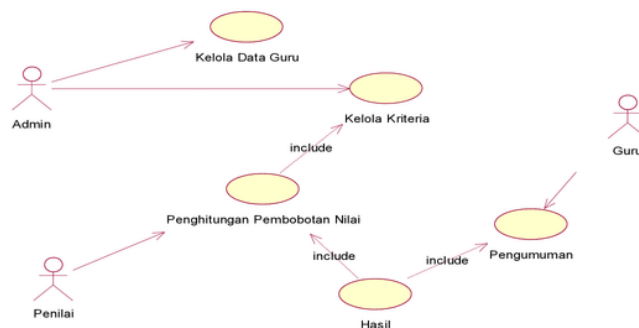 Kelola Data Guru
Admin
Kelola Kriteria
include
Guru
Penghitungan Pembobotan Nilai
Pengumuman
include
include
Penilai
Hasil